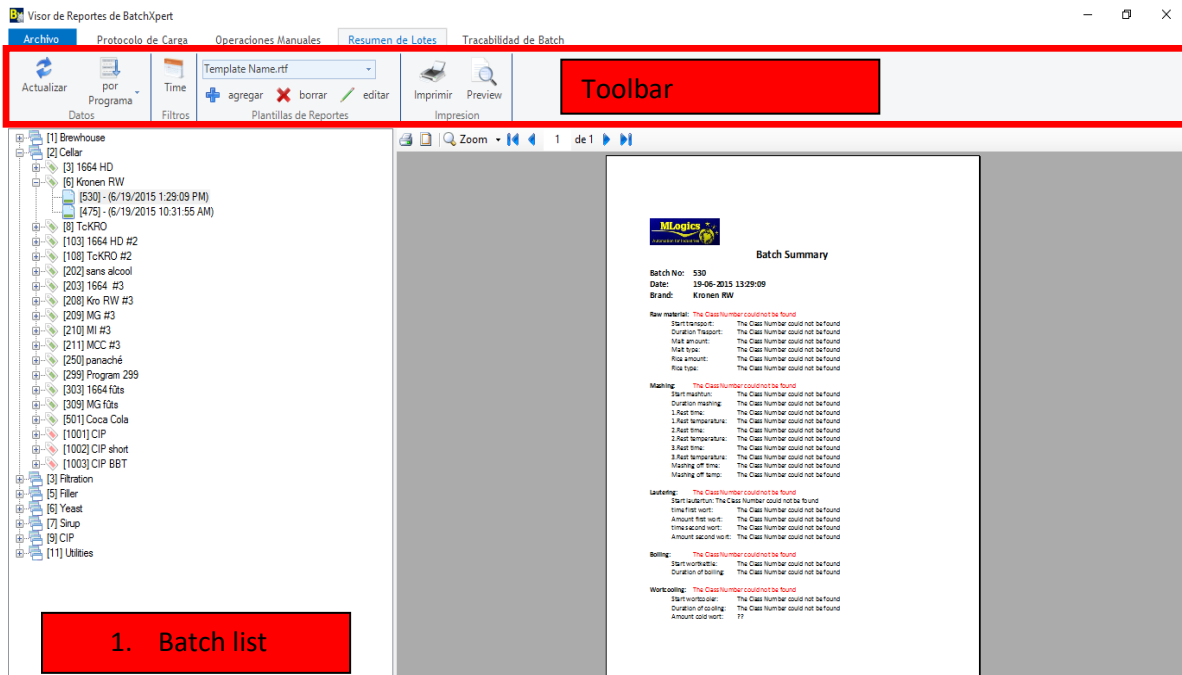 Visor de Reportes de BatchXpert
Archivo Protocolo de Carga Operaciones Manuales Resumen de Lotes Tracabilidad de Batch
Actualizar
por
Programa
Datos
Time
Filtros
Template Name.rtf
agregar borrar editar
Plantillas de Reportes
Imprimir Preview
Impresion
Toolbar
[1] Brewhouse
[2] Cellar
[3] 1664 HD
[6] Kronen RW
[530] - (6/19/2015 1:29:09 PM)
[475] - (6/19/2015 10:31:55 AM)
[8] TcKRO
[103] 1664 HD #2
[108] TcKRO #2
[202] sans alcool
[203] 1664 #3
[208] Kro RW #3
[209] MG #3
[210] MI #3
[211] MCC #3
[250] panaché
[299] Program 299
[303] 1664 fûts
[309] MG fûts
[501] Coca Cola
[1001] CIP
[1002] CIP short
[1003] CIP BBT
[3] Filtration
[5] Filler
[6] Yeast
[7] Sirup
[9] CIP
[11] Utilities
1. Batch list
Zoom 1 de 1
MLogics
Batch Summary
Batch No: 530
Date: 19-06-2015 13:29:09
Brand: Kronen RW
Raw material: The Class Number could not be found
Start transport: The Class Number could not be found
Duration Trasport: The Class Number could not be found
Malt amount: The Class Number could not be found
Malt type: The Class Number could not be found
Rice amount: The Class Number could not be found
Rice type: The Class Number could not be found
Mashing: The Class Number could not be found
Start mashtun: The Class Number could not be found
Duration mashing: The Class Number could not be found
1.Rest time: The Class Number could not be found
1.Rest temperature: The Class Number could not be found
2.Rest time: The Class Number could not be found
2.Rest temperature: The Class Number could not be found
3.Rest time: The Class Number could not be found
3.Rest temperature: The Class Number could not be found
Mashing off time: The Class Number could not be found
Mashing off temp: The Class Number could not be found
Lautering: The Class Number could not be found
Start lautertun: The Class Number could not be found
time first wort: The Class Number could not be found
Amount first wort: The Class Number could not be found
time second wort: The Class Number could not be found
Amount second wort: The Class Number could not be found
Boiling: The Class Number could not be found
Start wortkettle: The Class Number could not be found
Duration of boiling: The Class Number could not be found
Wortcooling: The Class Number could not be found
Start wortcooler: The Class Number could not be found
Duration of cooling: The Class Number could not be found
Amount cold wort: ??